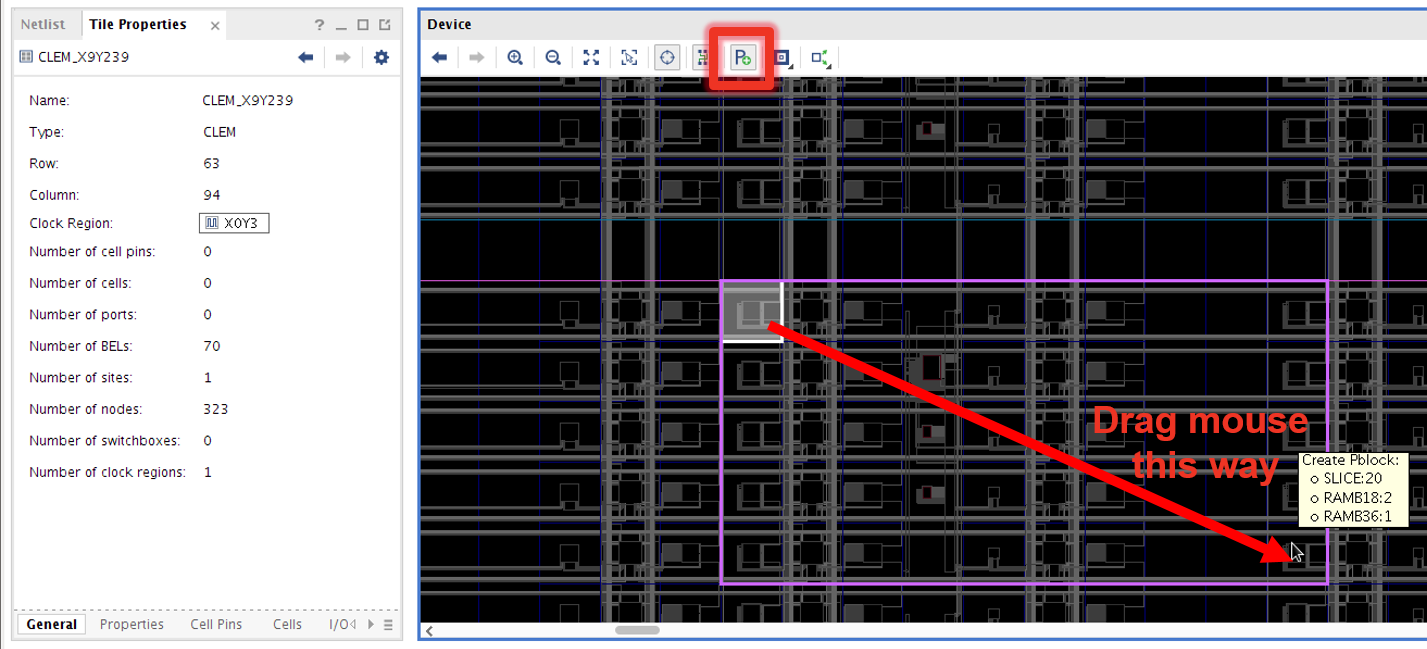 Netlist
Tile Properties
CLEM_X9Y239
Name: CLEM_X9Y239
Type: CLEM
Row: 63
Column: 94
Clock Region: X0Y3
Number of cell pins: 0
Number of cells: 0
Number of ports: 0
Number of BELs: 70
Number of sites: 1
Number of nodes: 323
Number of switchboxes: 0
Number of clock regions: 1
General Properties Cell Pins Cells I/O
Device
Drag mouse
this way
Create Pblock:
SLICE:20
RAMB18:2
RAMB36:1